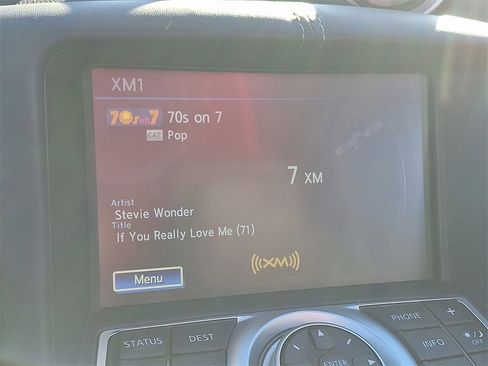 XM1
70s on 7 70s on 7
CAT Pop
7 XM
Artist
Stevie Wonder
Title
If You Really Love Me (71)
((XM))
Menu
STATUS DEST PHONE +
INFO OFF
ENTER